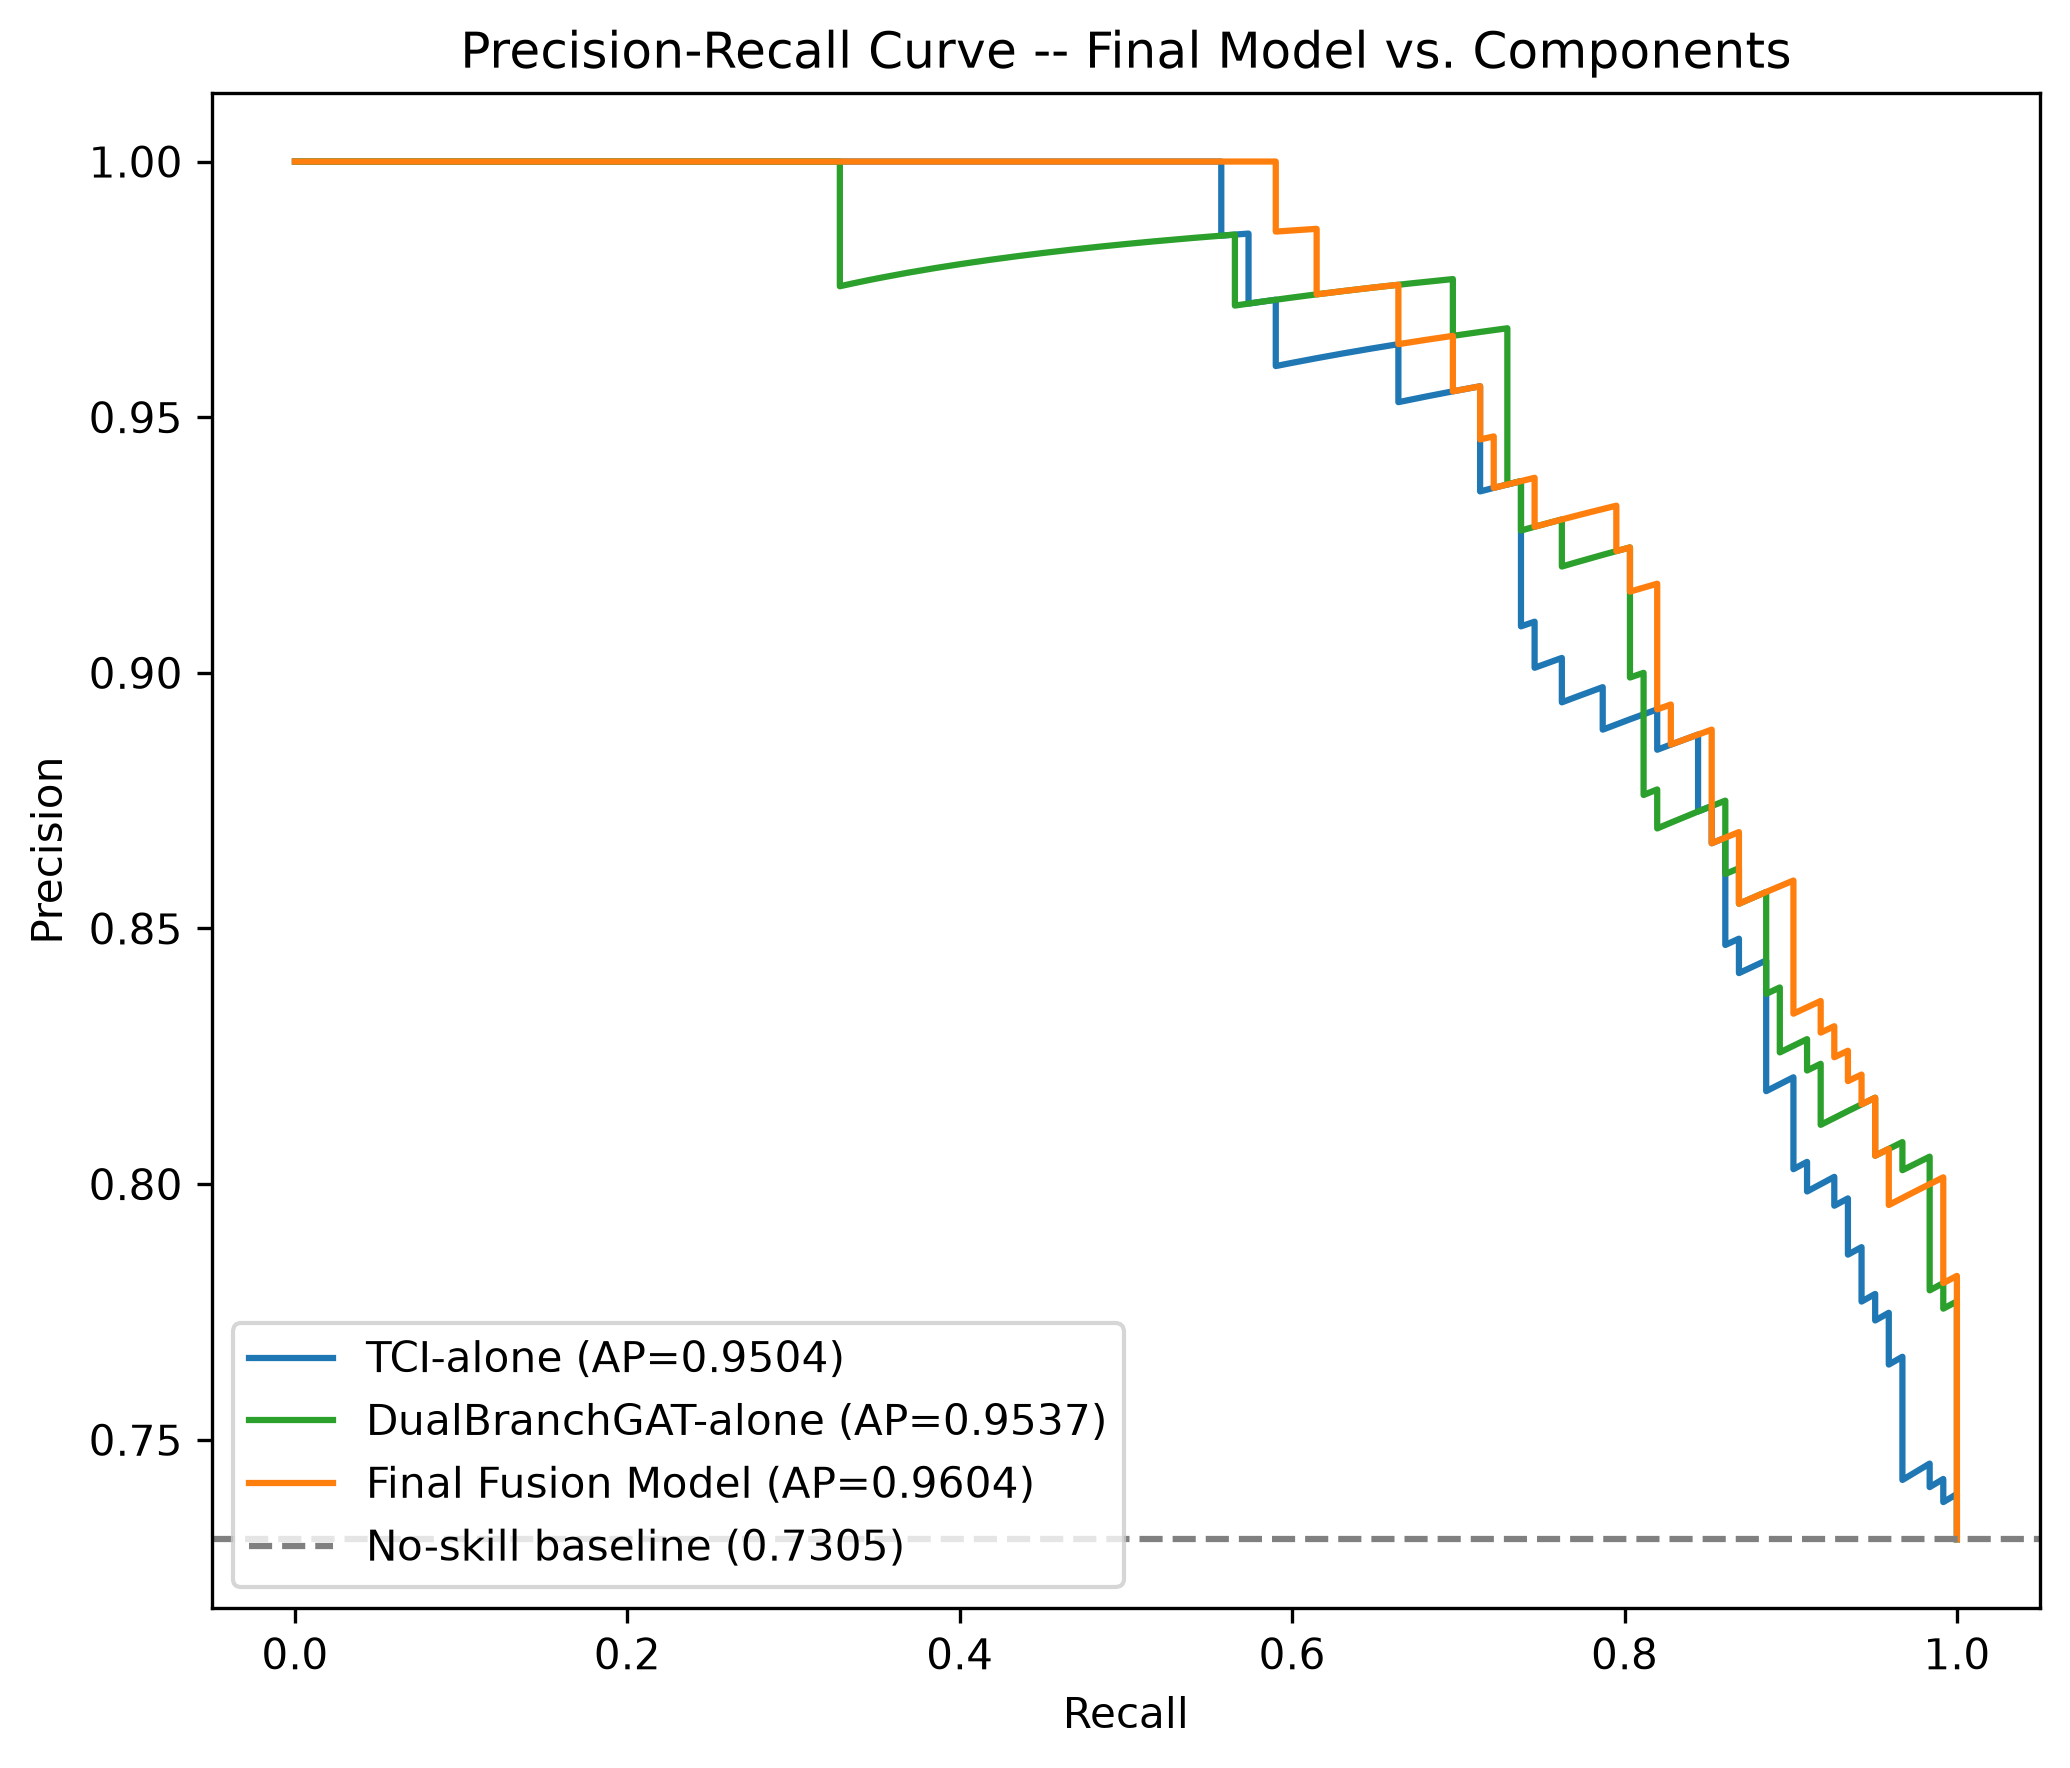 Precision-Recall Curve -- Final Model vs. Components
1.00
0.95
0.90
0.85
0.80
0.75
Precision
TCI-alone (AP=0.9504)
DualBranchGAT-alone (AP=0.9537)
Final Fusion Model (AP=0.9604)
No-skill baseline (0.7305)
0.0 0.2 0.4 0.6 0.8 1.0
Recall